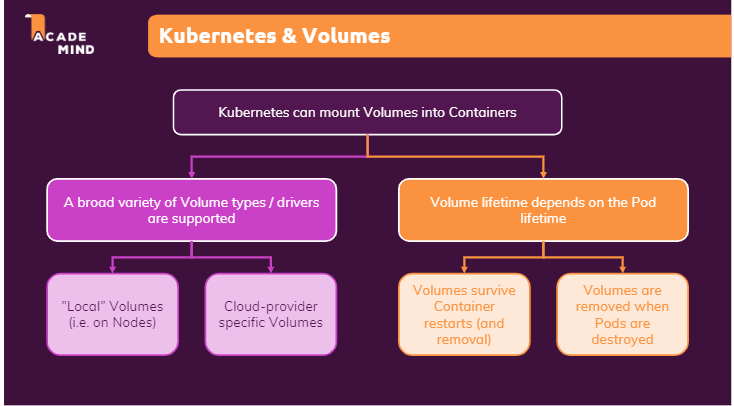 ACADE
MIND
Kubernetes & Volumes
Kubernetes can mount Volumes into Containers
A broad variety of Volume types / drivers
are supported
Volume lifetime depends on the Pod
lifetime
”Local” Volumes
(i.e. on Nodes)
Cloud-provider
specific Volumes
Volumes survive
Container
restarts (and
removal)
Volumes are
removed when
Pods are
destroyed